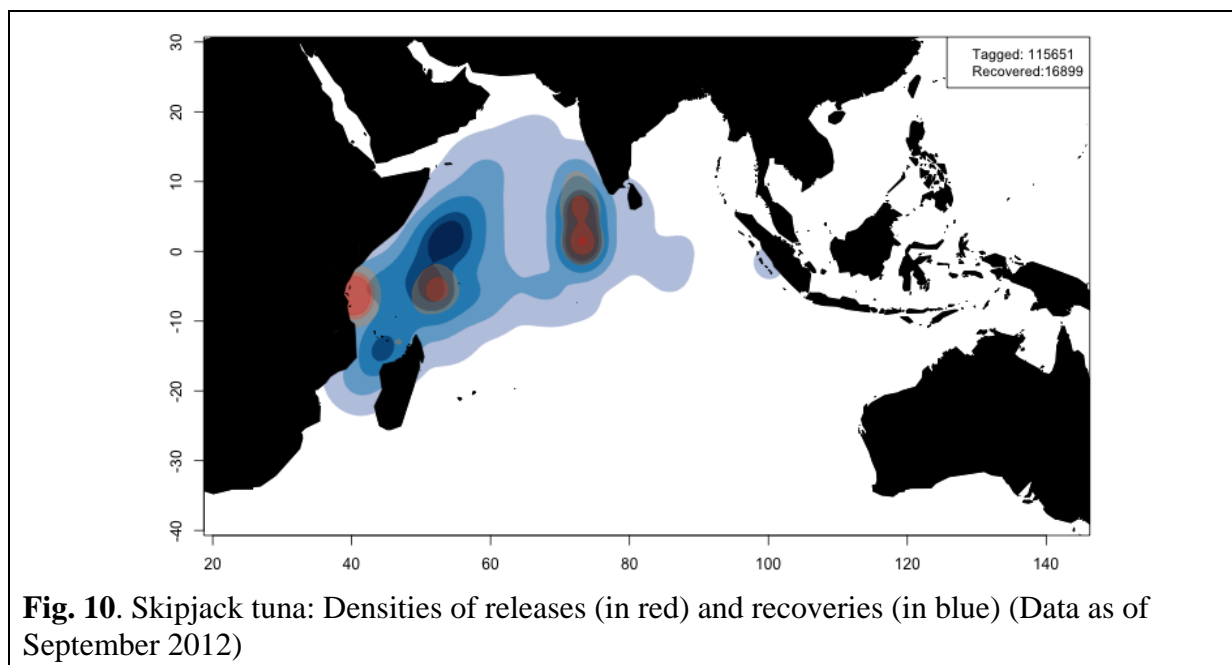 30
20
10
0
-10
-20
-30
-40
Tagged: 115651
Recovered:16899
20 40 60 80 100 120 140
Fig. 10. Skipjack tuna: Densities of releases (in red) and recoveries (in blue) (Data as of
September 2012)